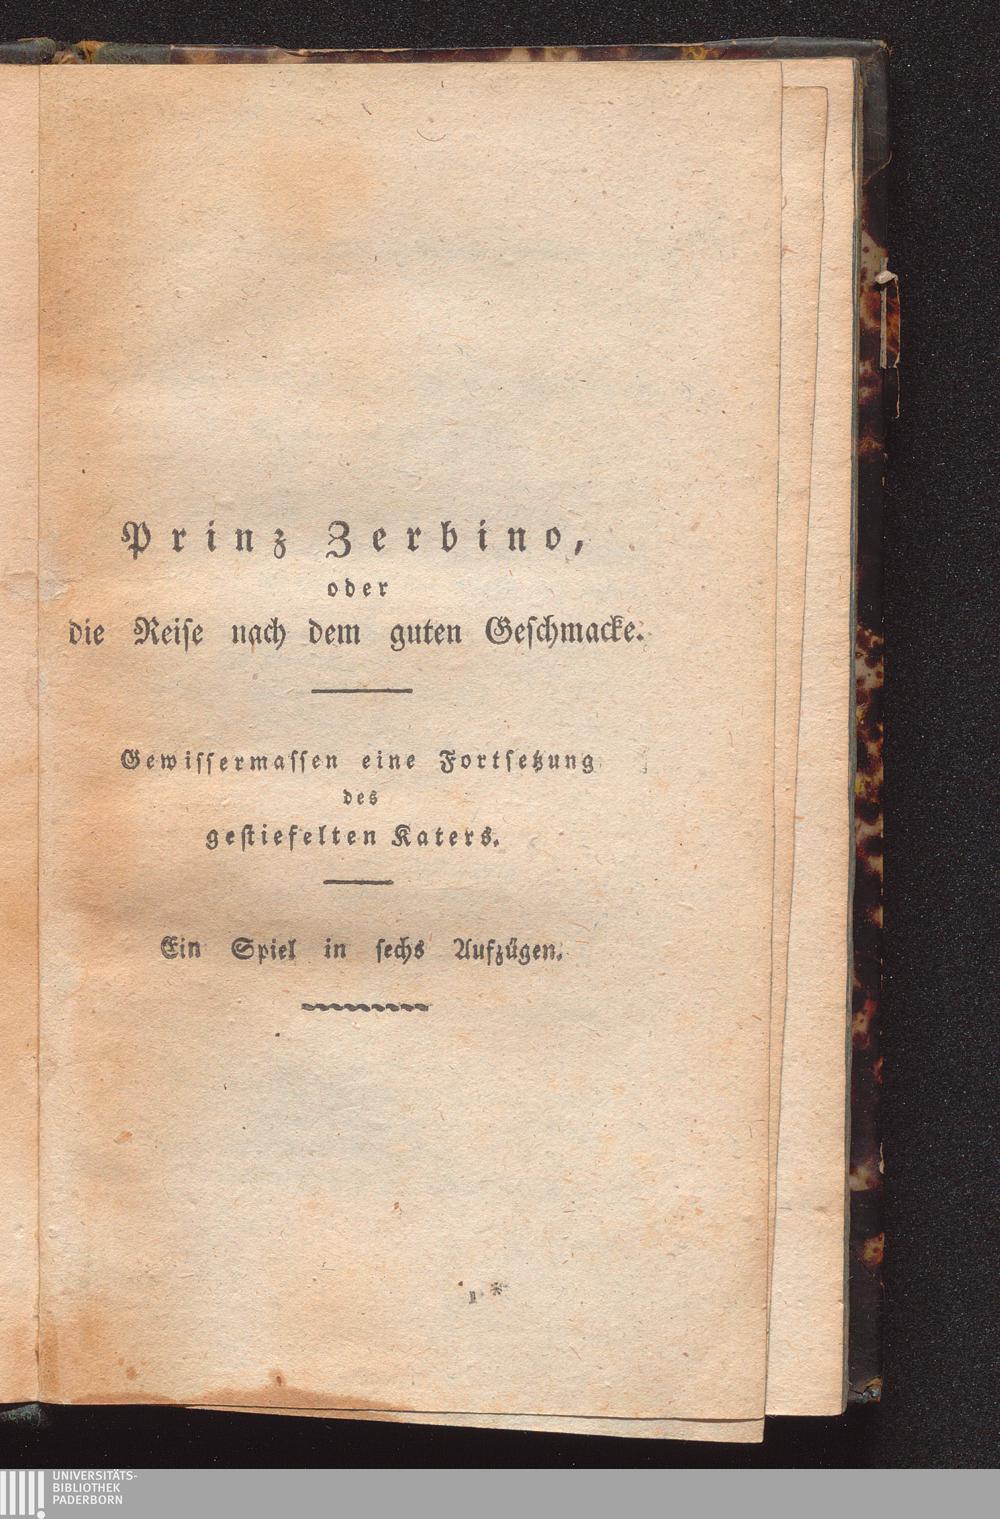 Prinz Zerbino,
oder
die Reiſe nach dem guten Geſchmacke.
Gewiſſermaſſen eine Fortſetzung
des
geſtiefelten Katers.
Ein Spiel in ſechs Aufzügen.
*
UNIVERSITÄTS-
BIBLIOTHEK
PADERBORN